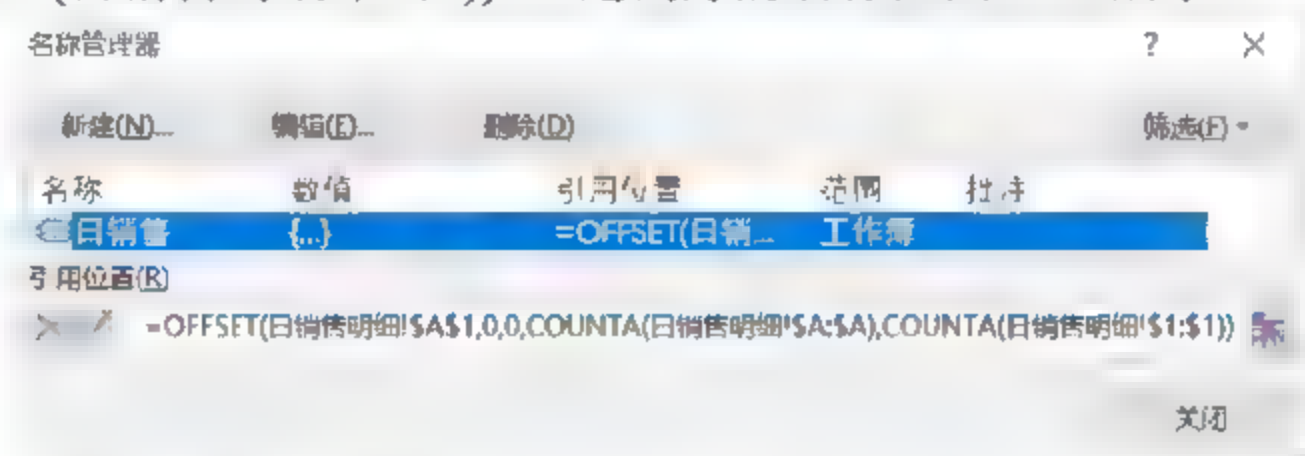 名称管理器 ? ×
新建(N)... 编辑(E)... 删除(D) 筛选(F)
名称 数值 引用位置 范围 批注
日销售 {...} =OFFSET(日销... 工作簿
引用位置(R)
=OFFSET(日销售明细!$A$1,0,0,COUNTA(日销售明细!$A:$A),COUNTA(日销售明细!$1:$1))
关闭